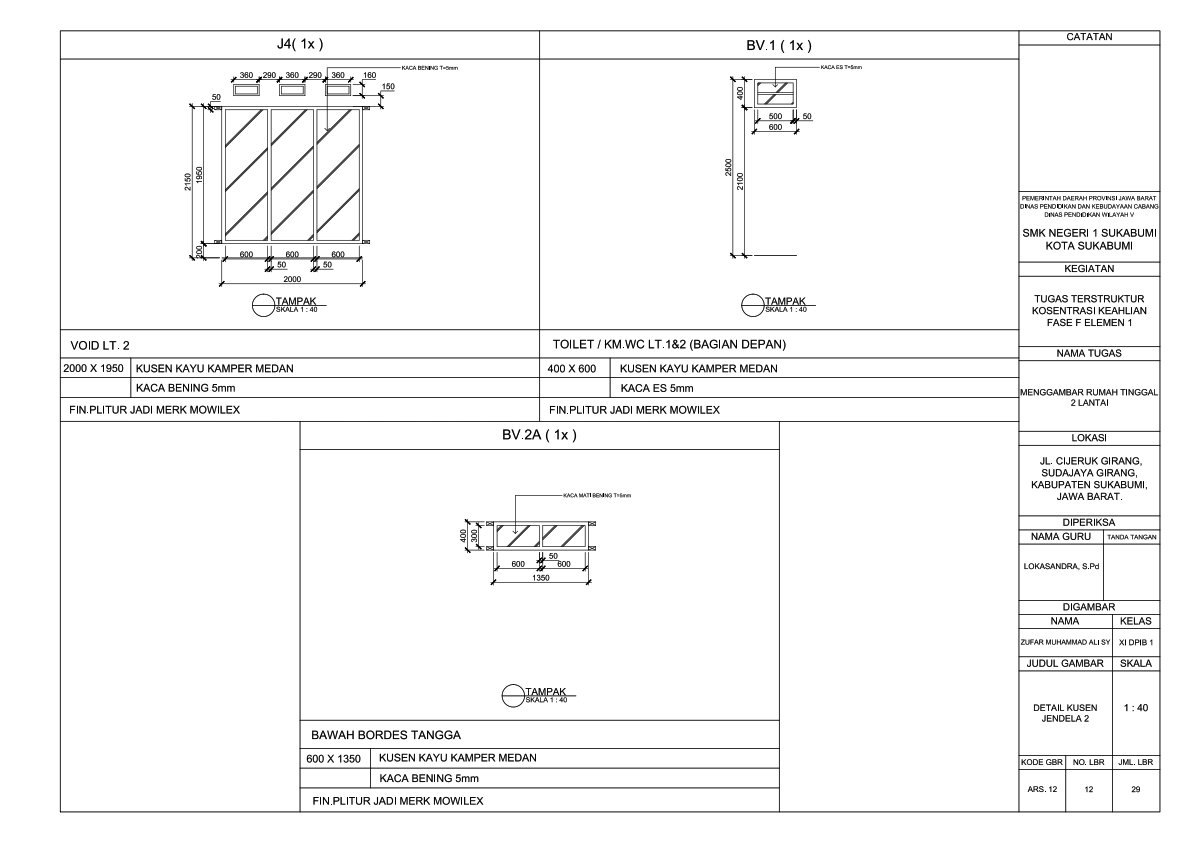 J4( 1x )
KACA BENING T=5mm
360 290 360 290 360 160
150
50
2150 1950
200
600 600 600
50 50
2000
TAMPAK
SKALA 1 : 40
VOID LT. 2
2000 X 1950 KUSEN KAYU KAMPER MEDAN
KACA BENING 5mm
FIN.PLITUR JADI MERK MOWILEX
BV.1 ( 1x )
KACA ES T=5mm
400
500 50
600
2500 2100
TAMPAK
SKALA 1 : 40
TOILET / KM.WC LT.1&2 (BAGIAN DEPAN)
400 X 600 KUSEN KAYU KAMPER MEDAN
KACA ES 5mm
FIN.PLITUR JADI MERK MOWILEX
BV.2A ( 1x )
KACA MATI BENING T=5mm
400 300
50
600 600
1350
TAMPAK
SKALA 1 : 40
BAWAH BORDES TANGGA
600 X 1350 KUSEN KAYU KAMPER MEDAN
KACA BENING 5mm
FIN.PLITUR JADI MERK MOWILEX
CATATAN
PEMERINTAH DAERAH PROVINSI JAWA BARAT
DINAS PENDIDIKAN DAN KEBUDAYAAN CABANG
DINAS PENDIDIKAN WILAYAH V
SMK NEGERI 1 SUKABUMI
KOTA SUKABUMI
KEGIATAN
TUGAS TERSTRUKTUR
KOSENTRASI KEAHLIAN
FASE F ELEMEN 1
NAMA TUGAS
MENGGAMBAR RUMAH TINGGAL
2 LANTAI
LOKASI
JL. CIJERUK GIRANG,
SUDAJAYA GIRANG,
KABUPATEN SUKABUMI,
JAWA BARAT.
DIPERIKSA
NAMA GURU TANDA TANGAN
LOKASANDRA, S.Pd
DIGAMBAR
NAMA KELAS
ZUFAR MUHAMMAD ALI SY XI DPIB 1
JUDUL GAMBAR SKALA
DETAIL KUSEN
JENDELA 2
1 : 40
KODE GBR NO. LBR JML. LBR
ARS. 12 12 29